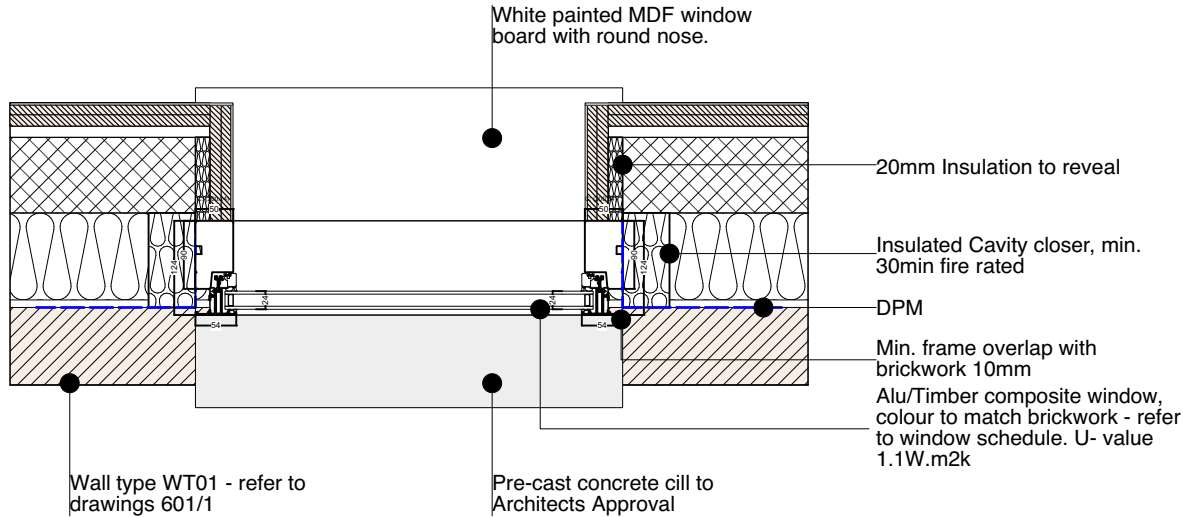 White painted MDF window
board with round nose.
20mm Insulation to reveal
50
50
Insulated Cavity closer, min.
30min fire rated
90
124
90
124
DPM
24
24
54
54
Min. frame overlap with
brickwork 10mm
Alu/Timber composite window,
colour to match brickwork - refer
to window schedule. U- value
1.1W.m2k
Wall type WT01 - refer to
drawings 601/1
Pre-cast concrete cill to
Architects Approval